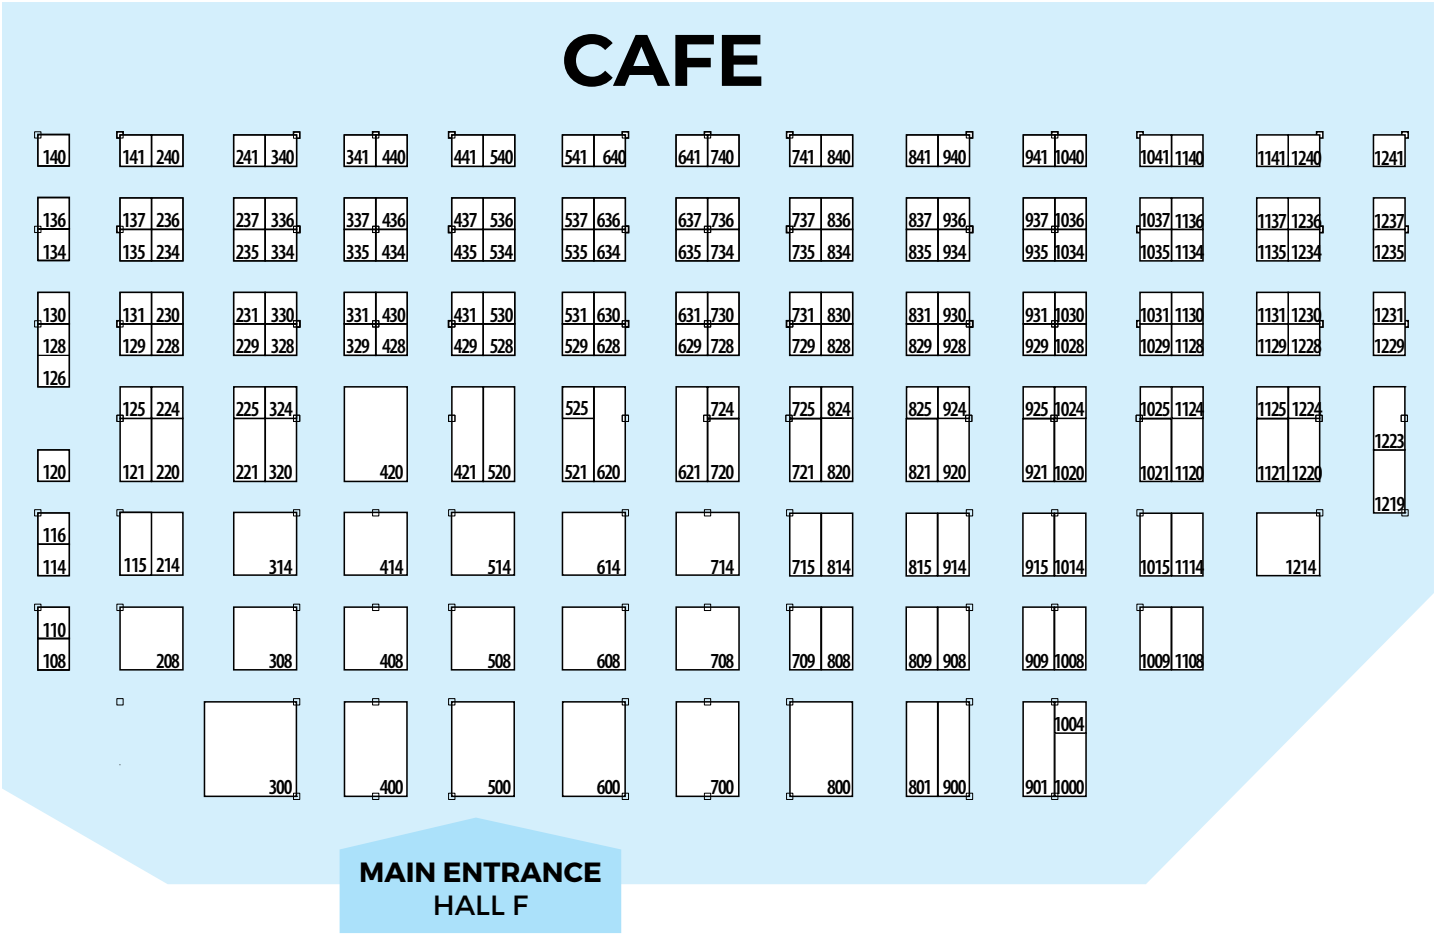 CAFE
140 141 240 241 340 341 440 441 540 541 640 641 740 741 840 841 940 941 1040 1041 1140 1141 1240 1241
136 137 236 237 336 337 436 437 536 537 636 637 736 737 836 837 936 937 1036 1037 1136 1137 1236 1237
134 135 234 235 334 335 434 435 534 535 634 635 734 735 834 835 934 935 1034 1035 1134 1135 1234 1235
130 131 230 231 330 331 430 431 530 531 630 631 730 731 830 831 930 931 1030 1031 1130 1131 1230 1231
128 129 228 229 328 329 428 429 528 529 628 629 728 729 828 829 928 929 1028 1029 1128 1129 1228 1229
126
125 224 225 324 525 724 725 824 825 924 925 1024 1025 1124 1125 1224
1223
120 121 220 221 320 420 421 520 521 620 621 720 721 820 821 920 921 1020 1021 1120 1121 1220
1219
116
114 115 214 314 414 514 614 714 715 814 815 914 915 1014 1015 1114 1214
110
108 208 308 408 508 608 708 709 808 809 908 909 1008 1009 1108
1004
300 400 500 600 700 800 801 900 901 1000
MAIN ENTRANCE
HALL F